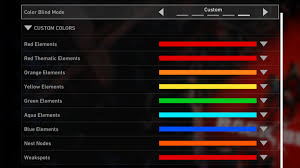 Color Blind Mode
Custom
CUSTOM COLORS
Red Elements
Red Thematic Elements
Orange Elements
Yellow Elements
Green Elements
Aqua Elements
Blue Elements
Nest Nodes
Weakspots